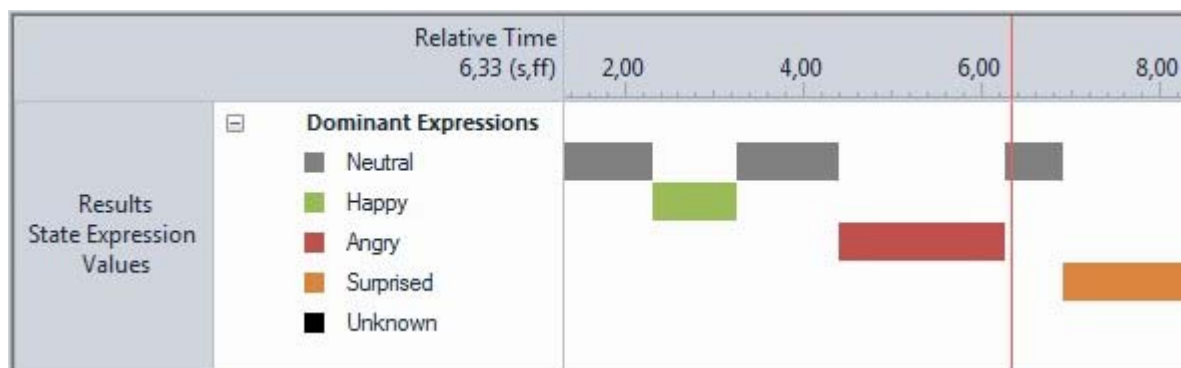 Relative Time
6,33 (s,ff)
2,00 4,00 6,00 8,00
Results
State Expression
Values
Dominant Expressions
Neutral
Happy
Angry
Surprised
Unknown